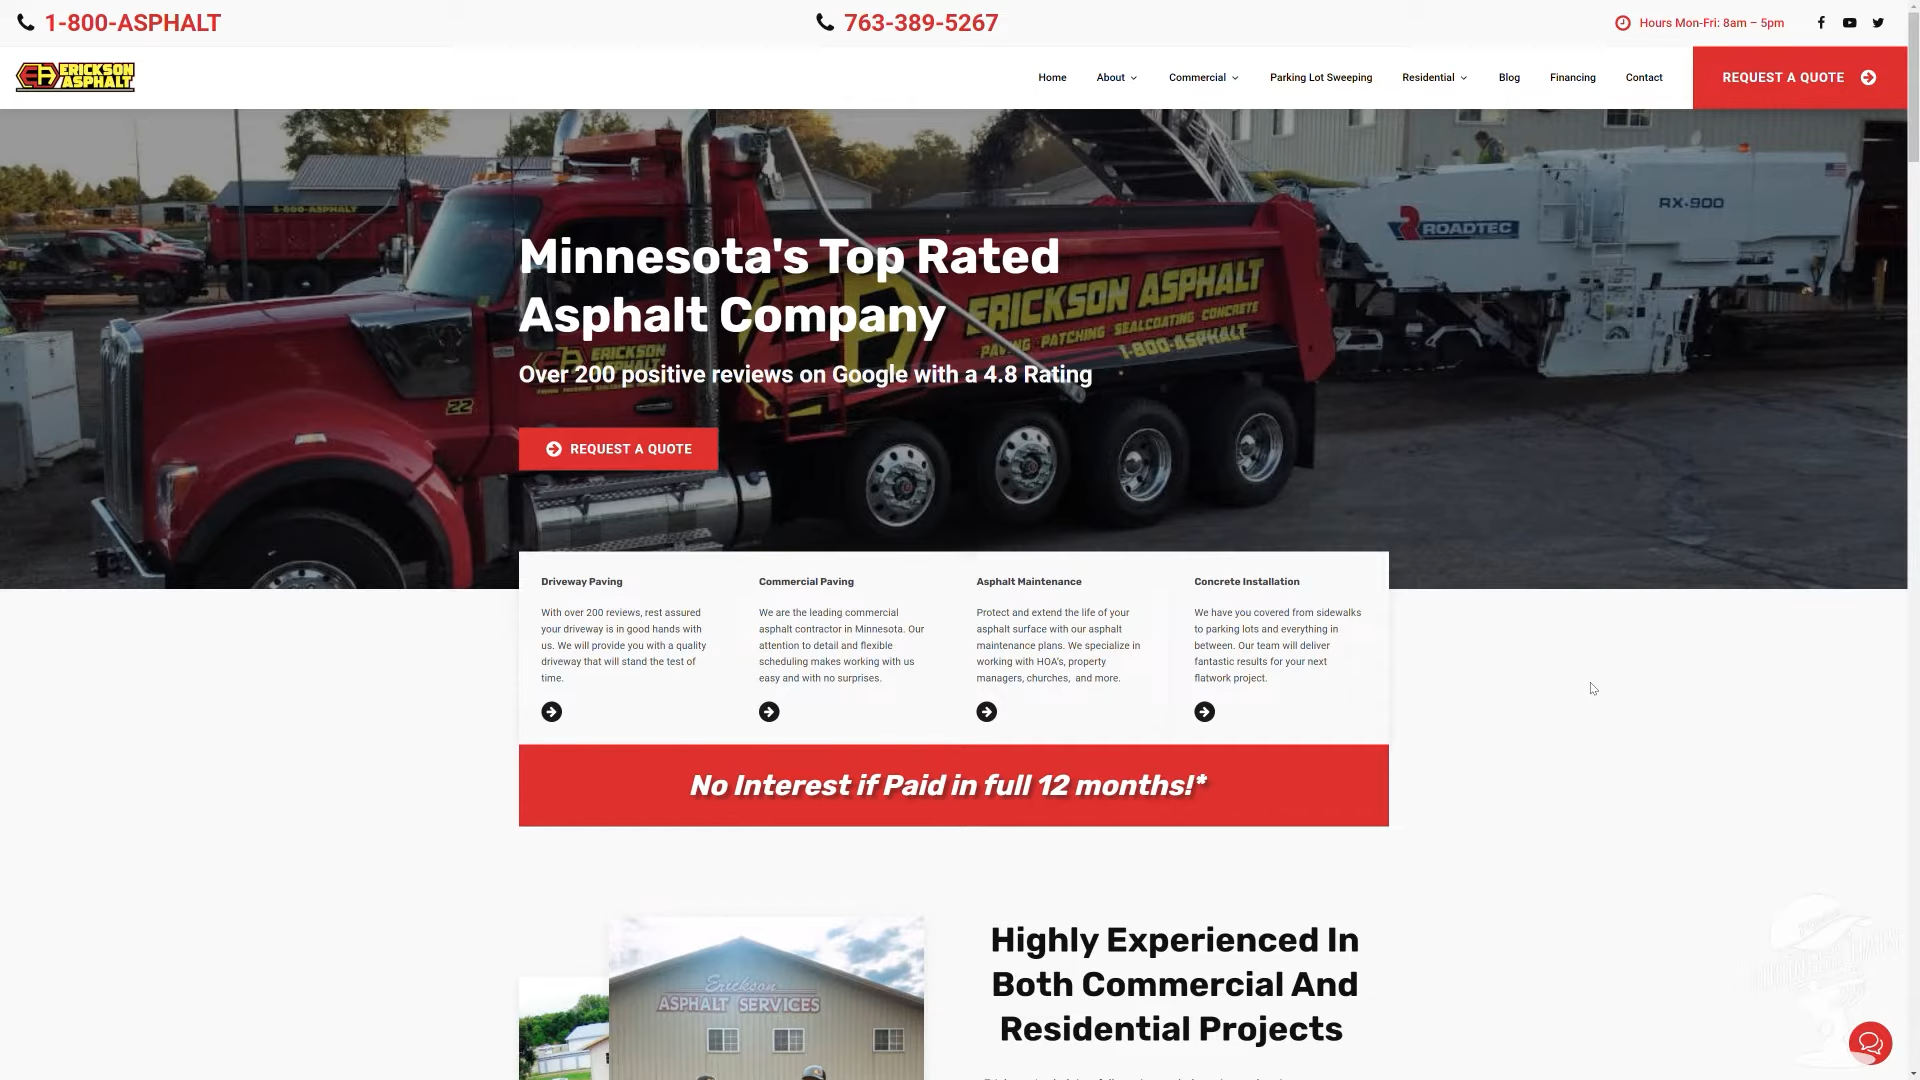 1-800-ASPHALT
763-389-5267
Hours Mon-Fri: 8am – 5pm
ERICKSON
ASPHALT
Home
About
Commercial
Parking Lot Sweeping
Residential
Blog
Financing
Contact
REQUEST A QUOTE
RX-900
ROADTEC
Minnesota's Top Rated
Asphalt Company
ERICKSON ASPHALT
PAVING PATCHING SEALCOATING CONCRETE
1-800-ASPHALT
ERICKSON
ASPHALT
22
Over 200 positive reviews on Google with a 4.8 Rating
REQUEST A QUOTE
Driveway Paving
With over 200 reviews, rest assured
your driveway is in good hands with
us. We will provide you with a quality
driveway that will stand the test of
time.
Commercial Paving
We are the leading commercial
asphalt contractor in Minnesota. Our
attention to detail and flexible
scheduling makes working with us
easy and with no surprises.
Asphalt Maintenance
Protect and extend the life of your
asphalt surface with our asphalt
maintenance plans. We specialize in
working with HOA's, property
managers, churches, and more.
Concrete Installation
We have you covered from sidewalks
to parking lots and everything in
between. Our team will deliver
fantastic results for your next
flatwork project.
No Interest if Paid in full 12 months!*
Erickson
ASPHALT SERVICES
Highly Experienced In
Both Commercial And
Residential Projects